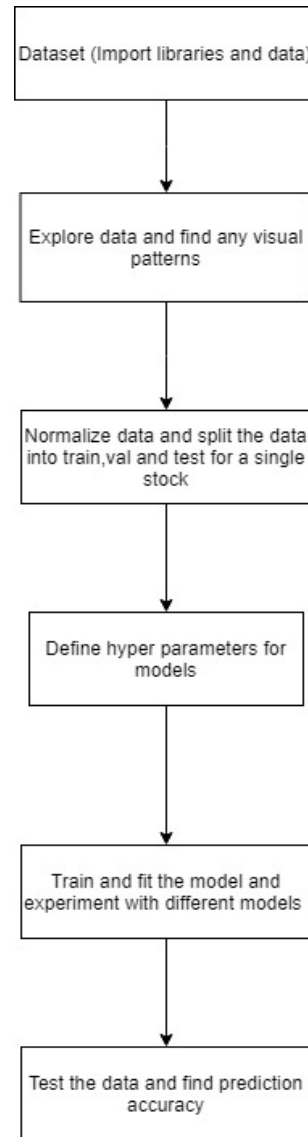 Dataset (Import libraries and data)
Explore data and find any visual
patterns
Normalize data and split the data
into train,val and test for a single
stock
Define hyper parameters for
models
Train and fit the model and
experiment with different models
Test the data and find prediction
accuracy